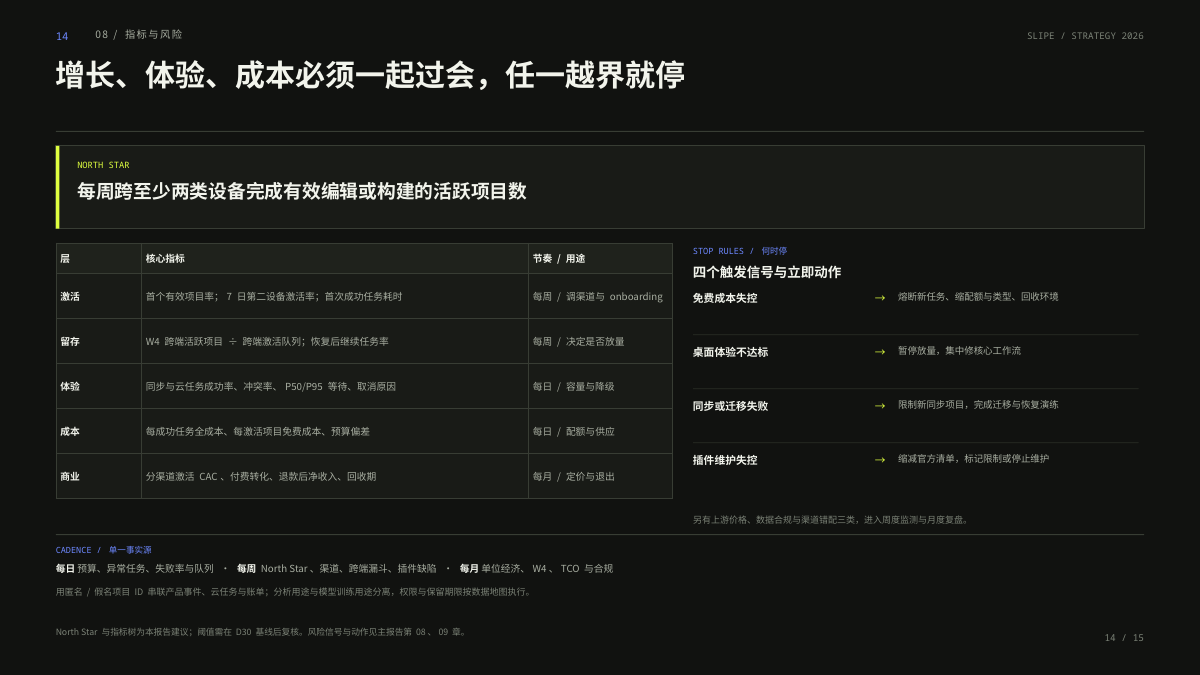 14 08 / 指标与风险
SLIPE / STRATEGY 2026
增长、体验、成本必须一起过会，任一越界就停
NORTH STAR
每周跨至少两类设备完成有效编辑或构建的活跃项目数
层 核心指标 节奏 / 用途
激活 首个有效项目率； 7 日第二设备激活率；首次成功任务耗时 每周 / 调渠道与 onboarding
留存 W4 跨端活跃项目 ÷ 跨端激活队列；恢复后继续任务率 每周 / 决定是否放量
体验 同步与云任务成功率、冲突率、 P50/P95 等待、取消原因 每日 / 容量与降级
成本 每成功任务全成本、每激活项目免费成本、预算偏差 每日 / 配额与供应
商业 分渠道激活 CAC 、付费转化、退款后净收入、回收期 每月 / 定价与退出
STOP RULES / 何时停
四个触发信号与立即动作
免费成本失控 → 熔断新任务、缩配额与类型、回收环境
桌面体验不达标 → 暂停放量，集中修核心工作流
同步或迁移失败 → 限制新同步项目，完成迁移与恢复演练
插件维护失控 → 缩减官方清单，标记限制或停止维护
另有上游价格、数据合规与渠道错配三类，进入周度监测与月度复盘。
CADENCE / 单一事实源
每日 预算、异常任务、失败率与队列 · 每周 North Star 、渠道、跨端漏斗、插件缺陷 · 每月 单位经济、 W4 、 TCO 与合规
用匿名 / 假名项目 ID 串联产品事件、云任务与账单；分析用途与模型训练用途分离，权限与保留期限按数据地图执行。
North Star 与指标树为本报告建议；阈值需在 D30 基线后复核。风险信号与动作见主报告第 08 、 09 章。
14 / 15